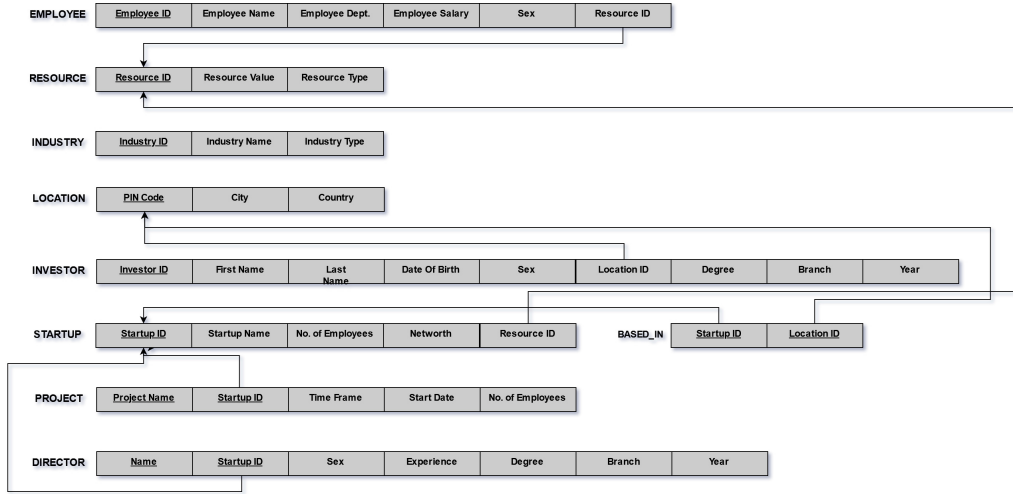 EMPLOYEE Employee ID Employee Name Employee Dept. Employee Salary Sex Resource ID
RESOURCE Resource ID Resource Value Resource Type
INDUSTRY Industry ID Industry Name Industry Type
LOCATION PIN Code City Country
INVESTOR Investor ID First Name Last Name Date Of Birth Sex Location ID Degree Branch Year
STARTUP Startup ID Startup Name No. of Employees Networth Resource ID BASED_IN Startup ID Location ID
PROJECT Project Name Startup ID Time Frame Start Date No. of Employees
DIRECTOR Name Startup ID Sex Experience Degree Branch Year